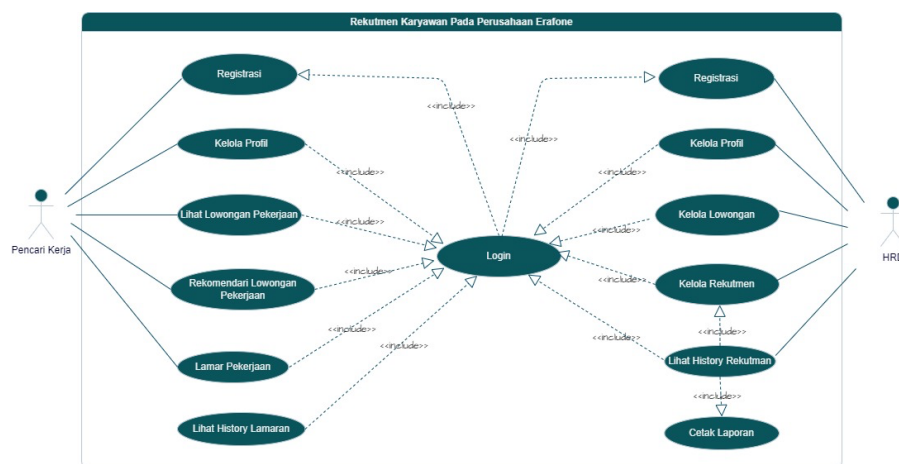 Rekutmen Karyawan Pada Perusahaan Erafone
Registrasi
Registrasi
<<include>>
<<include>>
Kelola Profil
Kelola Profil
<<include>>
<<include>>
Lihat Lowongan Pekerjaan
Kelola Lowongan
<<include>>
<<include>>
Pencari Kerja
Login
HRD
<<include>>
<<include>>
Rekomendari Lowongan
Pekerjaan
Kelola Rekutmen
<<include>>
<<include>>
<<include>>
<<include>>
Lamar Pekerjaan
Lihat History Rekutman
<<include>>
Lihat History Lamaran
Cetak Laporan